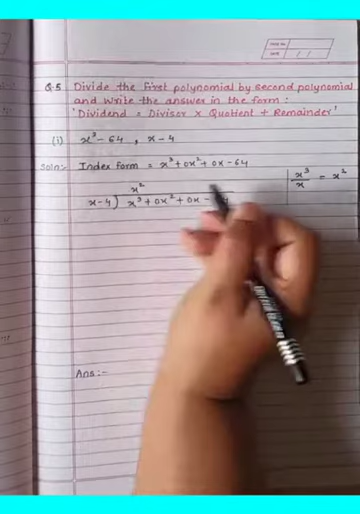 Q.5 Divide the first polynomial by second polynomial
and write the answer in the form:
'Dividend = Divisor × Quotient + Remainder'
(i) x³ - 64 , x - 4
Soln:- Index form = x³ + 0x² + 0x - 64
x³/x = x²
x²
x - 4 ) x³ + 0x² + 0x -
Ans:-